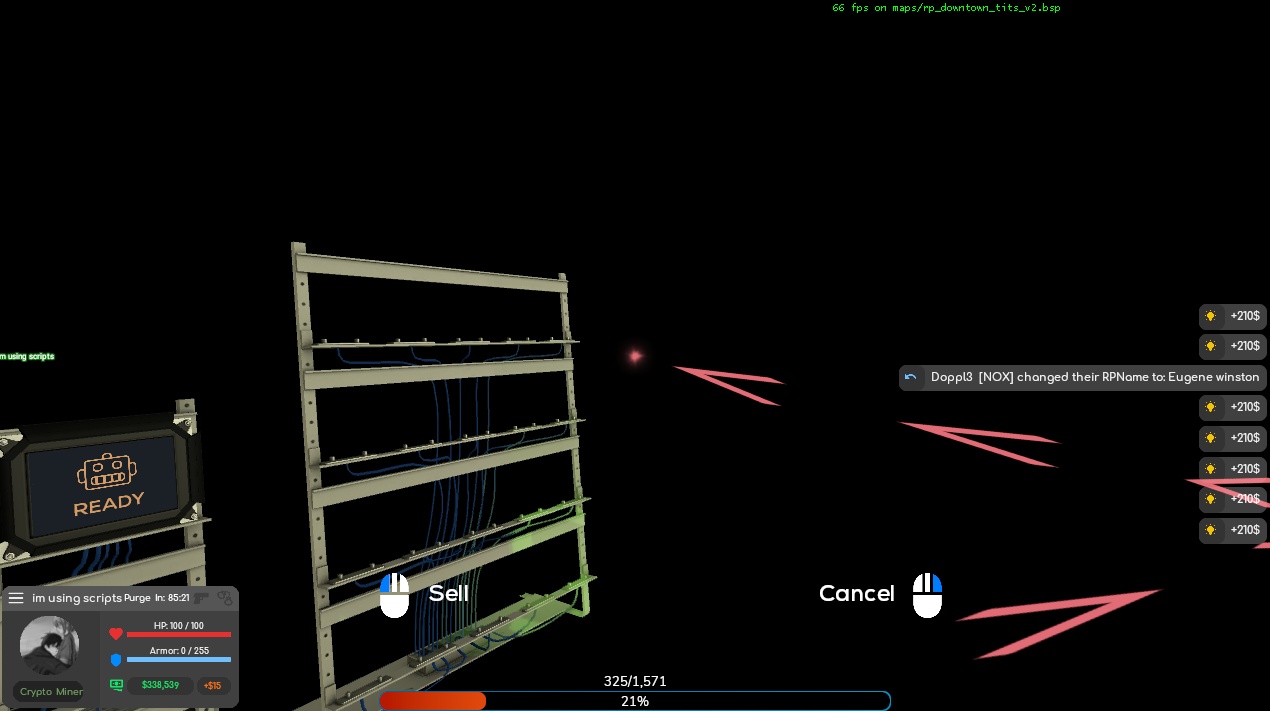 66 fps on maps/rp_downtown_tits_v2.bsp
+210$
+210$
m using scripts
Doppl3 [NOX] changed their RPName to: Eugene winston
+210$
+210$
+210$
+210$
+210$
READY
im using scripts Purge In: 85:21
HP: 100 / 100
Armor: 0 / 255
$338,539 +$15
Crypto Miner
Sell
Cancel
325/1,571
21%